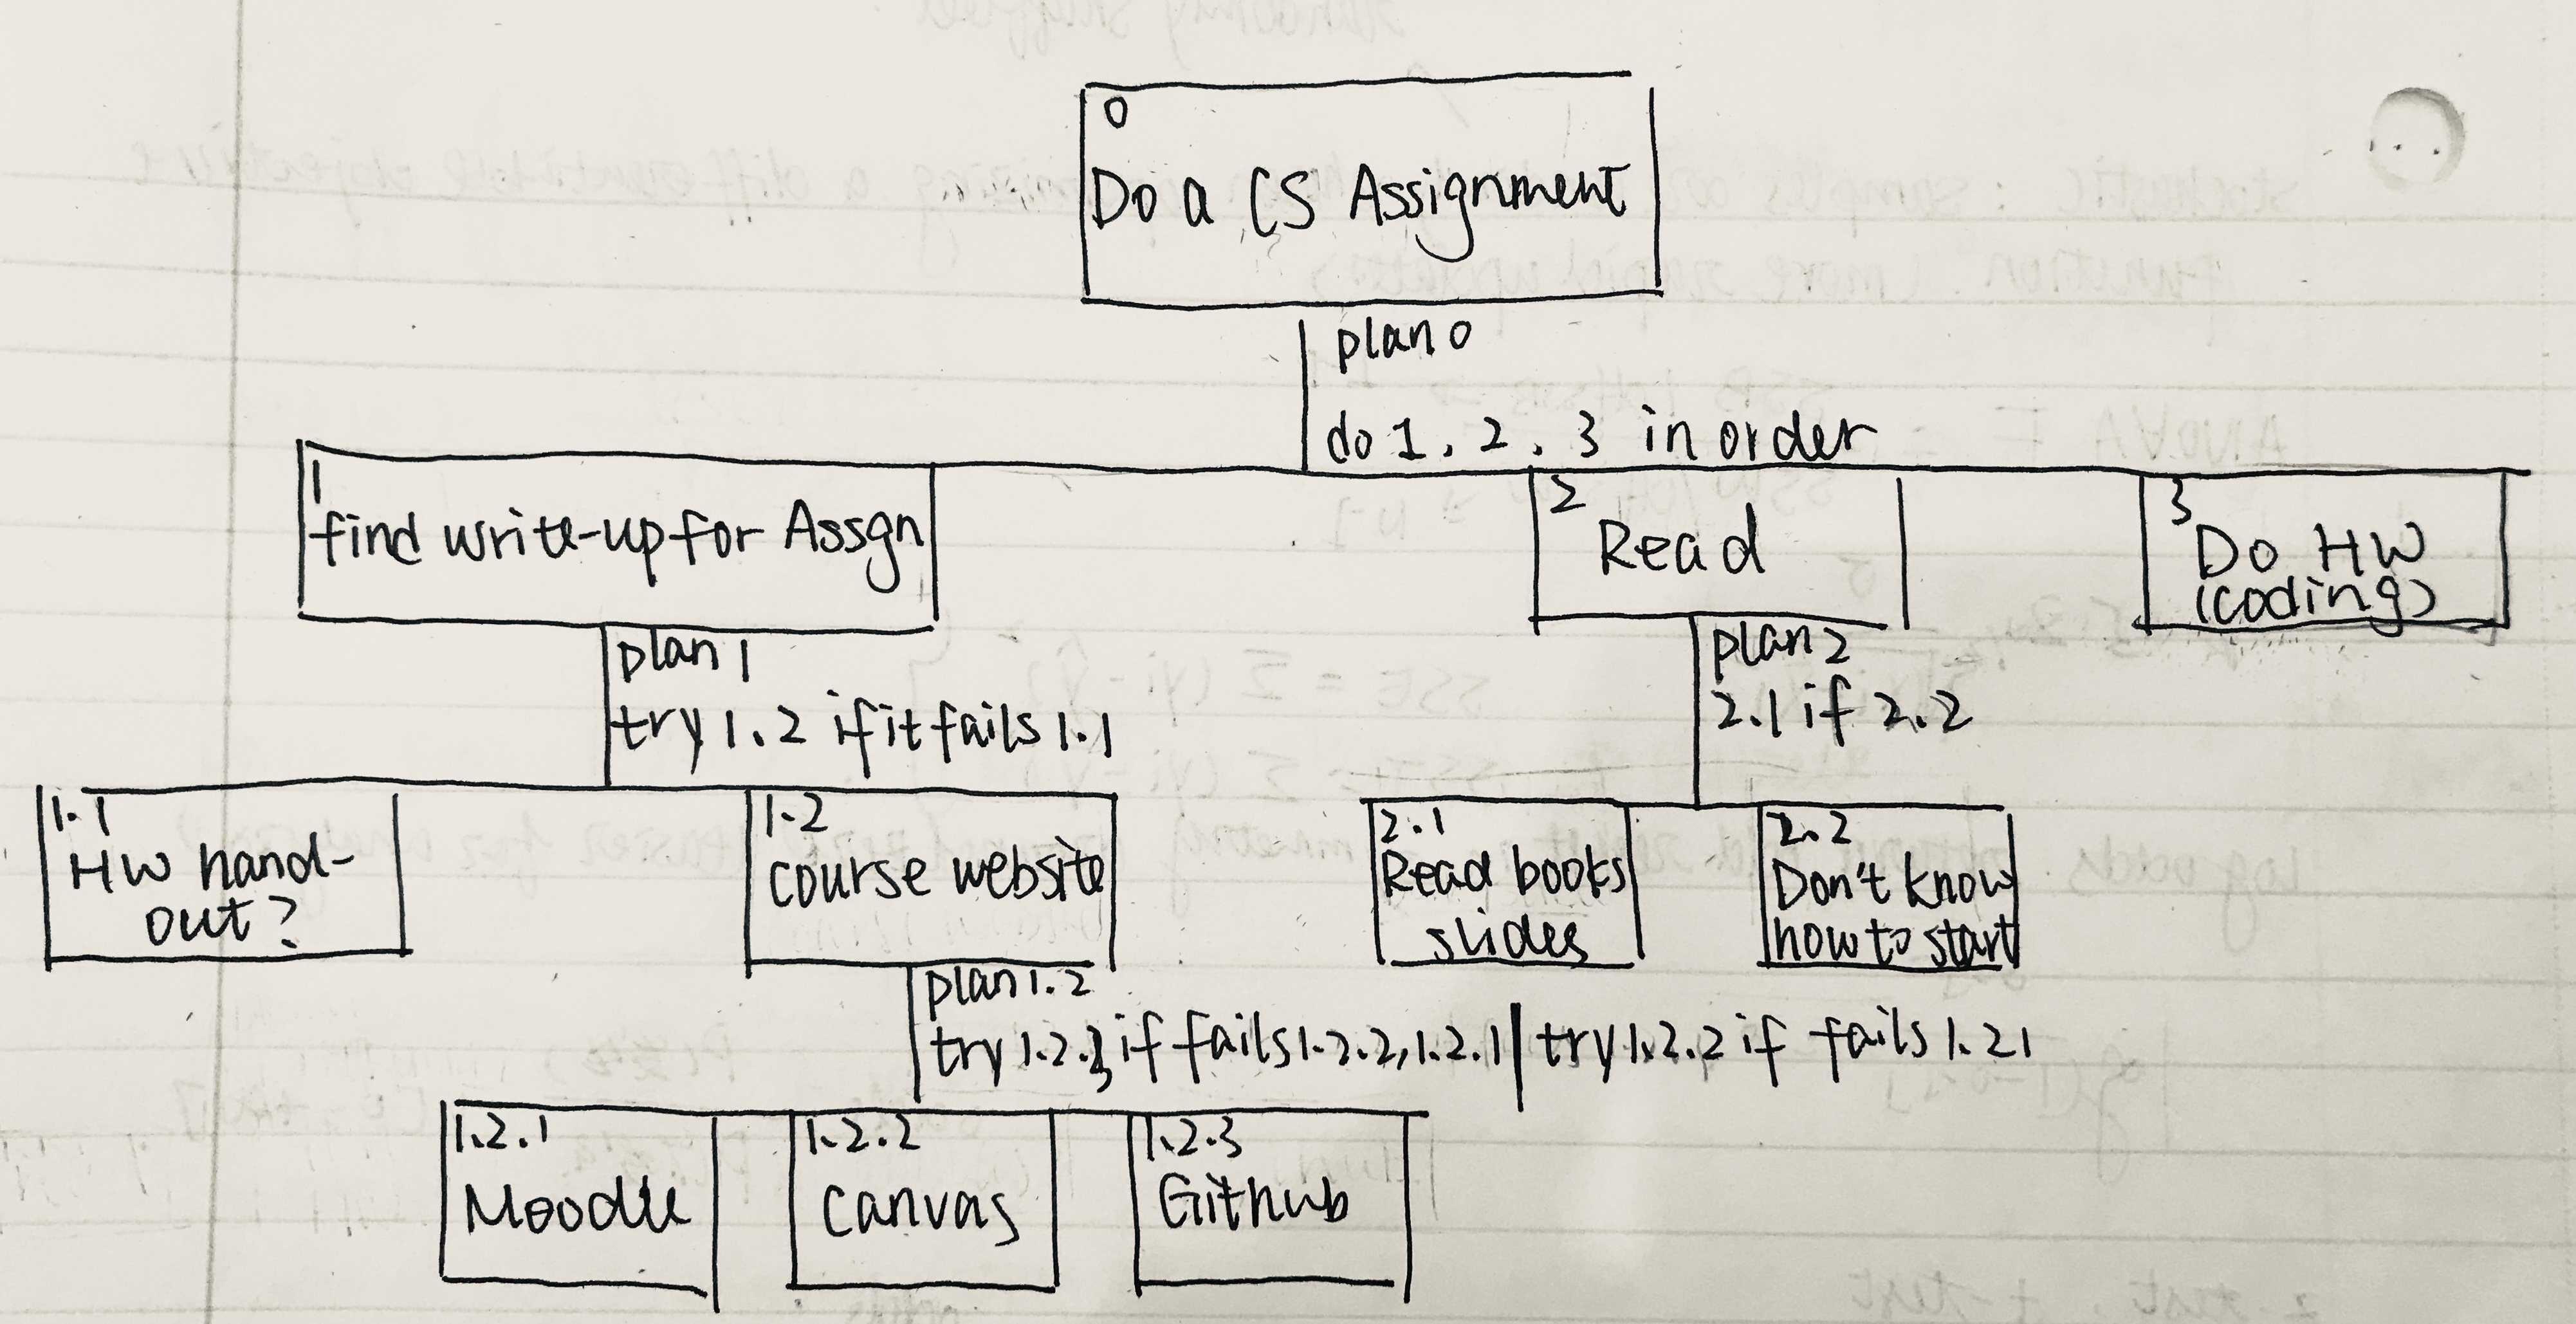 0
Do a CS Assignment
plan 0
do 1. 2. 3 in order
1
find write-up for Assgn
2
Read
3
Do HW
(coding)
plan 1
try 1.2 if it fails 1.1
plan 2
2.1 if 2.2
1.1
HW hand-
out?
1.2
course website
2.1
Read books
slides
2.2
Don't know
how to start
plan 1.2
try 1.2.3 if fails 1.2.2, 1.2.1 | try 1.2.2 if fails 1.21
1.2.1
Moodle
1.2.2
Canvas
1.2.3
Github